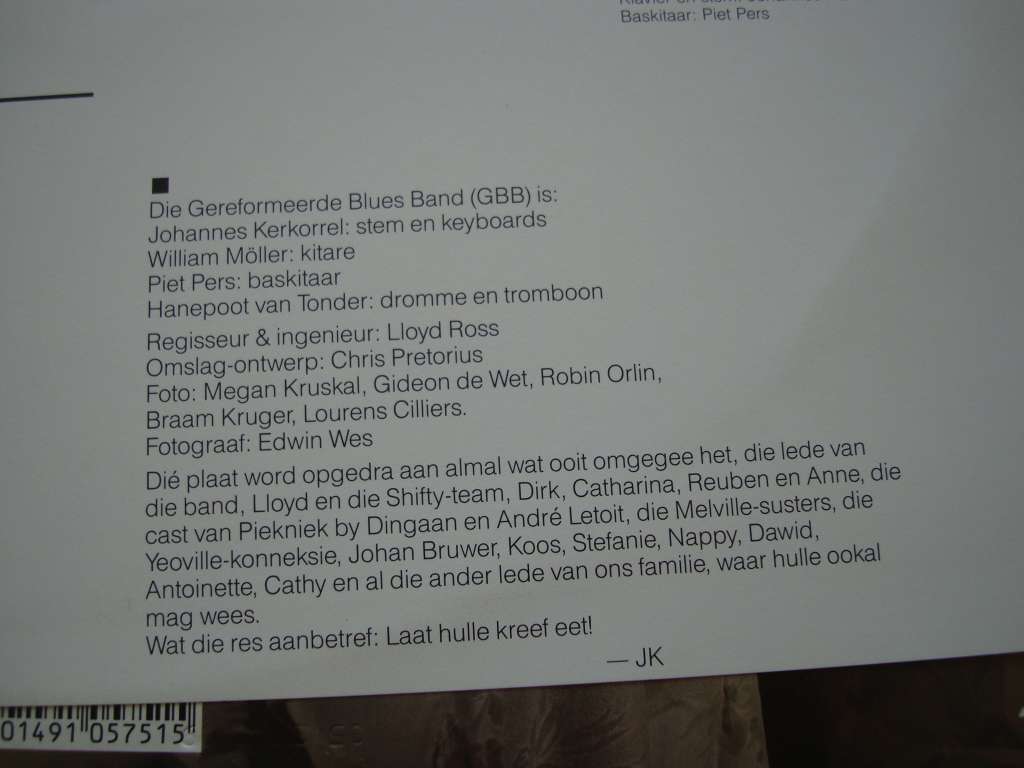 Baskitaar: Piet Pers
Die Gereformeerde Blues Band (GBB) is:
Johannes Kerkorrel: stem en keyboards
William Möller: kitare
Piet Pers: baskitaar
Hanepoot van Tonder: dromme en tromboon
Regisseur & ingenieur: Lloyd Ross
Omslag-ontwerp: Chris Pretorius
Foto: Megan Kruskal, Gideon de Wet, Robin Orlin,
Braam Kruger, Lourens Cilliers.
Fotograaf: Edwin Wes
Dié plaat word opgedra aan almal wat ooit omgegee het, die lede van
die band, Lloyd en die Shifty-team, Dirk, Catharina, Reuben en Anne, die
cast van Piekniek by Dingaan en André Letoit, die Melville-susters, die
Yeoville-konneksie, Johan Bruwer, Koos, Stefanie, Nappy, Dawid,
Antoinette, Cathy en al die ander lede van ons familie, waar hulle ookal
mag wees.
Wat die res aanbetref: Laat hulle kreef eet!
— JK
01491 057515